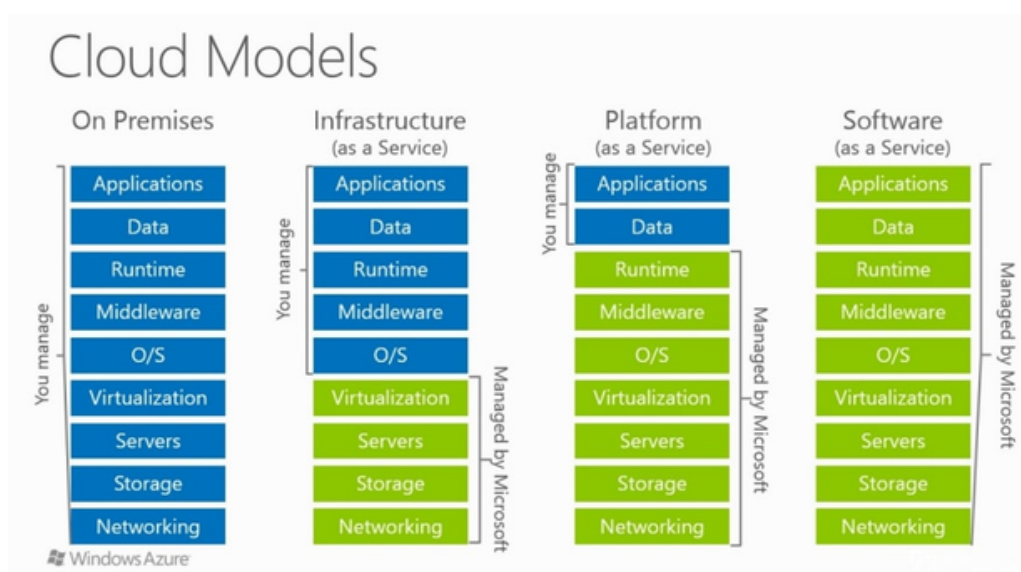 Cloud Models
On Premises
You manage
Applications
Data
Runtime
Middleware
O/S
Virtualization
Servers
Storage
Networking
Infrastructure
(as a Service)
You manage
Applications
Data
Runtime
Middleware
O/S
Virtualization
Servers
Storage
Networking
Managed by Microsoft
Platform
(as a Service)
You manage
Applications
Data
Runtime
Middleware
O/S
Virtualization
Servers
Storage
Networking
Managed by Microsoft
Software
(as a Service)
Applications
Data
Runtime
Middleware
O/S
Virtualization
Servers
Storage
Networking
Managed by Microsoft
Windows Azure